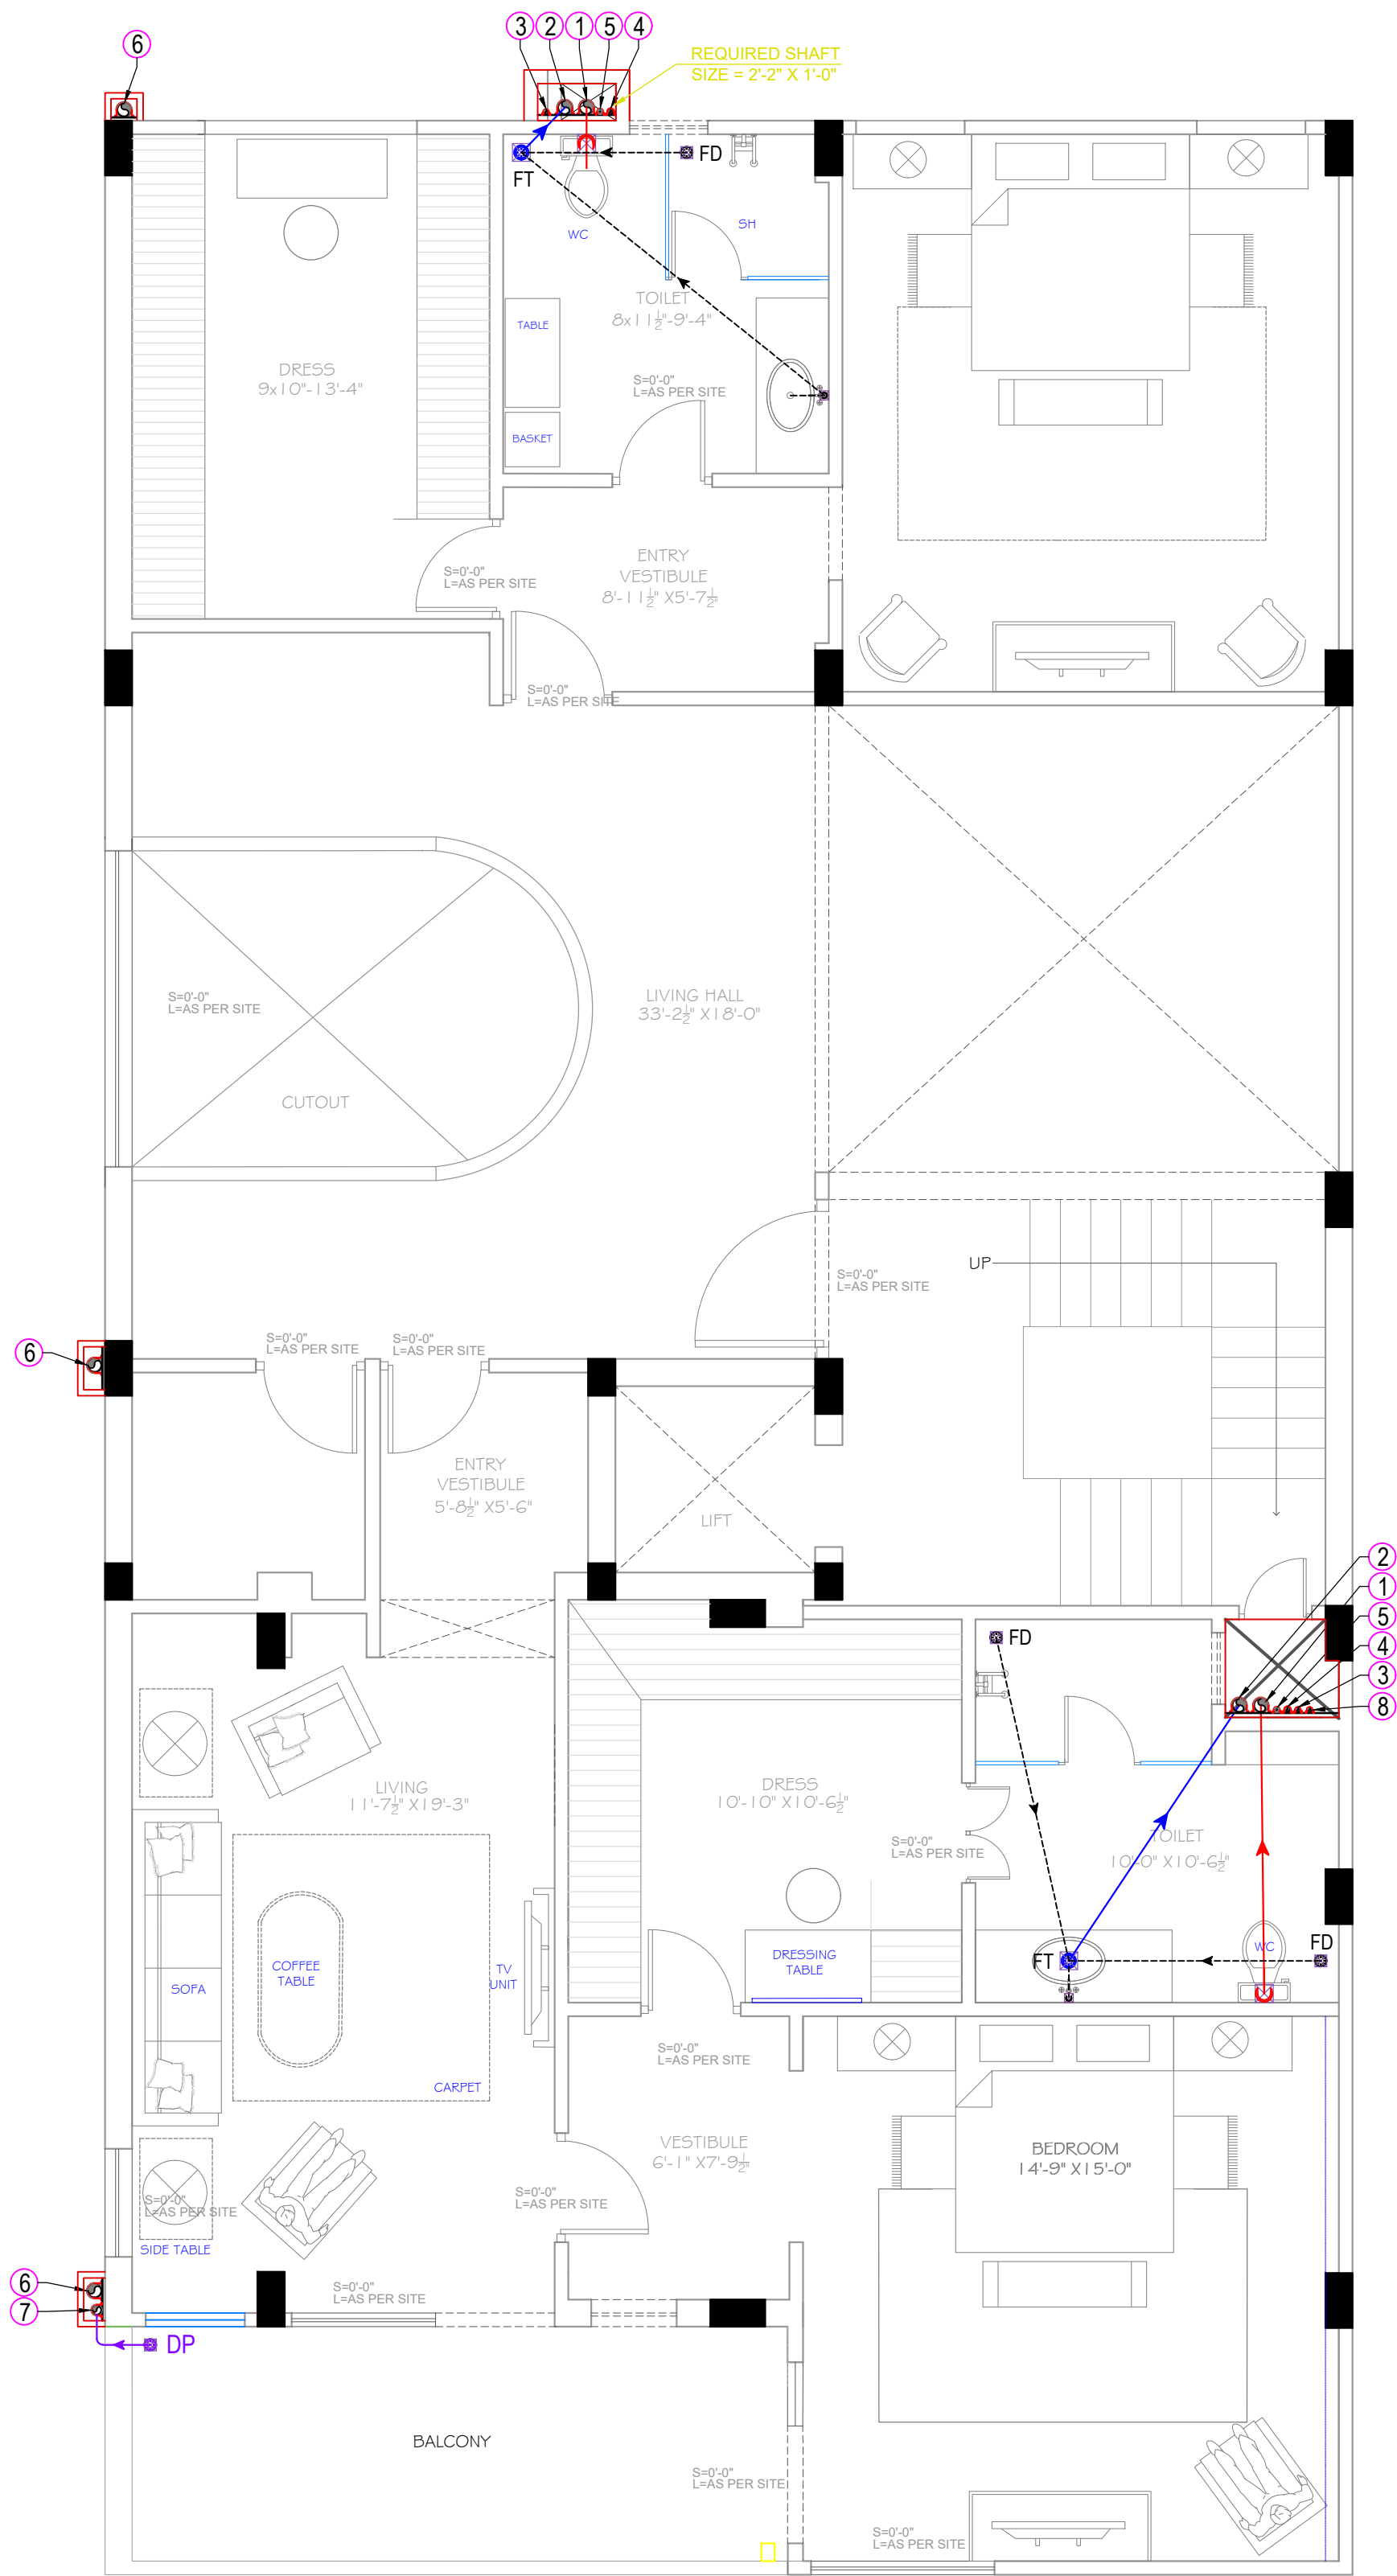 3 2 1 5 4
6
REQUIRED SHAFT
SIZE = 2'-2" X 1'-0"
FD
FT
WC
SH
TOILET
8x11½"-9'-4"
TABLE
DRESS
9x10"-13'-4"
S=0'-0"
L=AS PER SITE
BASKET
ENTRY
VESTIBULE
8'-11½" X5'-7½"
S=0'-0"
L=AS PER SITE
S=0'-0"
L=AS PER SITE
LIVING HALL
33'-2½" X18'-0"
S=0'-0"
L=AS PER SITE
CUTOUT
UP
S=0'-0"
L=AS PER SITE
6
S=0'-0"
L=AS PER SITE
S=0'-0"
L=AS PER SITE
ENTRY
VESTIBULE
5'-8½" X5'-6"
LIFT
2
1
5
4
3
8
FD
LIVING
11'-7½" X19'-3"
DRESS
10'-10" X10'-6½"
TOILET
10'-0" X10'-6½"
S=0'-0"
L=AS PER SITE
FD
WC
FT
DRESSING
TABLE
COFFEE
TABLE
TV
UNIT
SOFA
CARPET
S=0'-0"
L=AS PER SITE
VESTIBULE
6'-1" X7'-9½"
BEDROOM
14'-9" X15'-0"
S=0'-0"
L=AS PER SITE
S=0'-0"
L=AS PER SITE
SIDE TABLE
6
7
S=0'-0"
L=AS PER SITE
DP
BALCONY
S=0'-0"
L=AS PER SITE
S=0'-0"
L=AS PER SITE